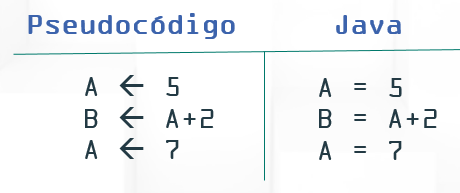 Pseudocódigo Java
A ← 5 A = 5
B ← A+2 B = A+2
A ← 7 A = 7